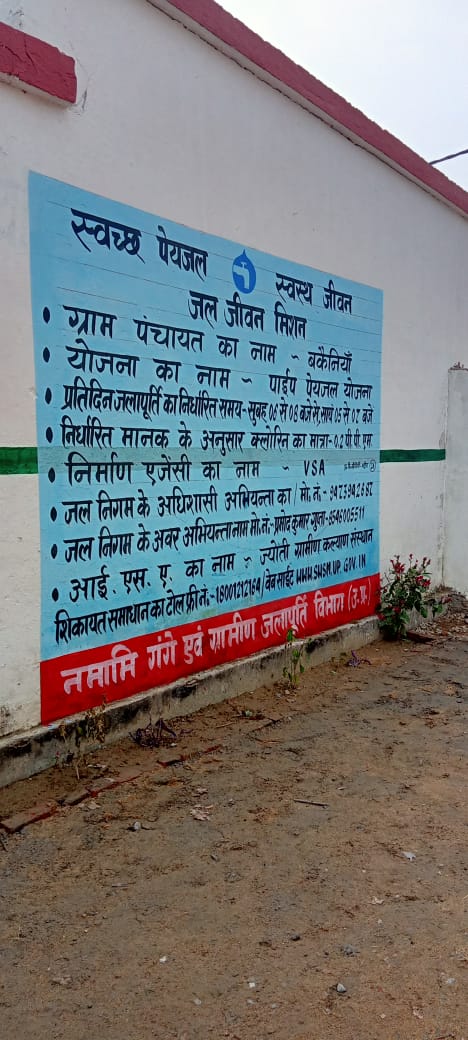 स्वच्छ पेयजल स्वस्थ जीवन
जल जीवन मिशन
• ग्राम पंचायत का नाम ~ बकैनियाँ
• योजना का नाम ~ पाईप पेयजल योजना
• प्रतिदिन जलापूर्ति का निर्धारित समय - सुबह 06 से 08 बजे से, सायं 05 से 07 बजे
• निर्धारित मानक के अनुसार क्लोरिन का मात्रा - 0.2 पी.पी.एम
• निर्माण एजेंसी का नाम ~ VSA
• जल निगम के अधिशासी अभियन्ता का / मो. नं. - 9473942687
• जल निगम के अवर अभियन्ता नाम मो. नं. - प्रमोद कुमार गुप्ता - 8546005511
• आई. एस. ए. का नाम ~ ज्योती ग्रामीण कल्याण संस्थान
शिकायत समाधान का टोल फ्री नं. - 18001212164 / वेब साईट WWW.SWSM.UP.GOV.IN
नमामि गंगे एवं ग्रामीण जलापूर्ति विभाग (उ.प्र.)